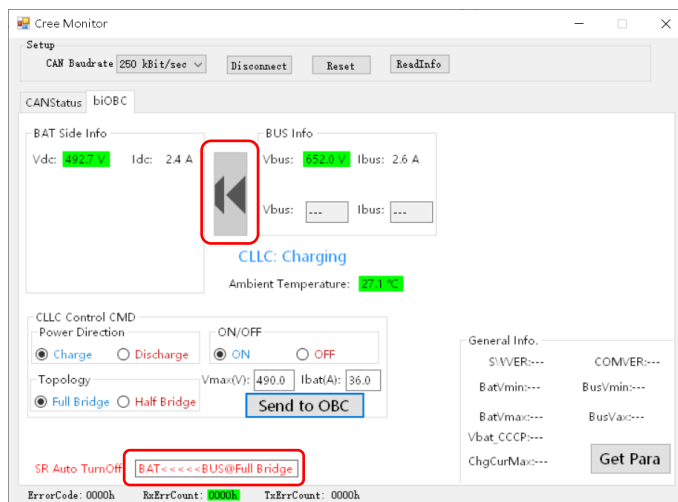 Cree Monitor
Setup
CAN Baudrate 250 kBit/sec Disconnect Reset ReadInfo
CANStatus biOBC
BAT Side Info
Vdc: 492.7 V Idc: 2.4 A
BUS Info
Vbus: 652.0 V Ibus: 2.6 A
Vbus: --- Ibus: ---
CLLC: Charging
Ambient Temperature: 27.1 ℃
CLLC Control CMD
Power Direction
Charge Discharge
ON/OFF
ON OFF
Topology
Full Bridge Half Bridge
Vmax(V): 490.0 Ibat(A): 36.0
Send to OBC
SR Auto TurnOff BAT<<<<<BUS@Full Bridge
General Info.
S\WVER:--- COMVER:---
BatVmin:--- BusVmin:---
BatVmax:--- BusVax:---
Vbat_CCCP:---
ChgCurMax:--- Get Para
ErrorCode: 0000h RxErrCount: 0000h TxErrCount: 0000h